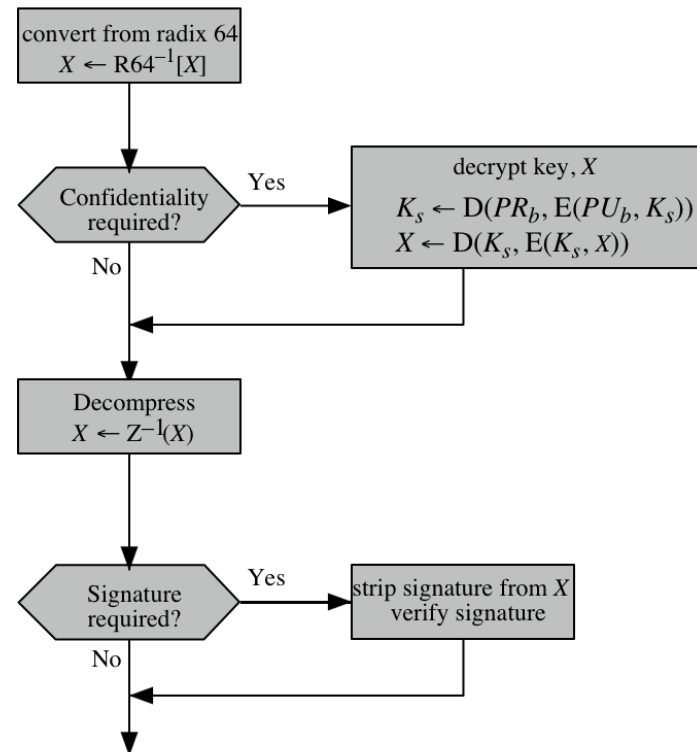 convert from radix 64
X ← R64⁻¹[X]
Confidentiality
required?
Yes
decrypt key, X
Kₛ ← D(PR_b, E(PU_b, Kₛ))
X ← D(Kₛ, E(Kₛ, X))
No
Decompress
X ← Z⁻¹(X)
Signature
required?
Yes
strip signature from X
verify signature
No